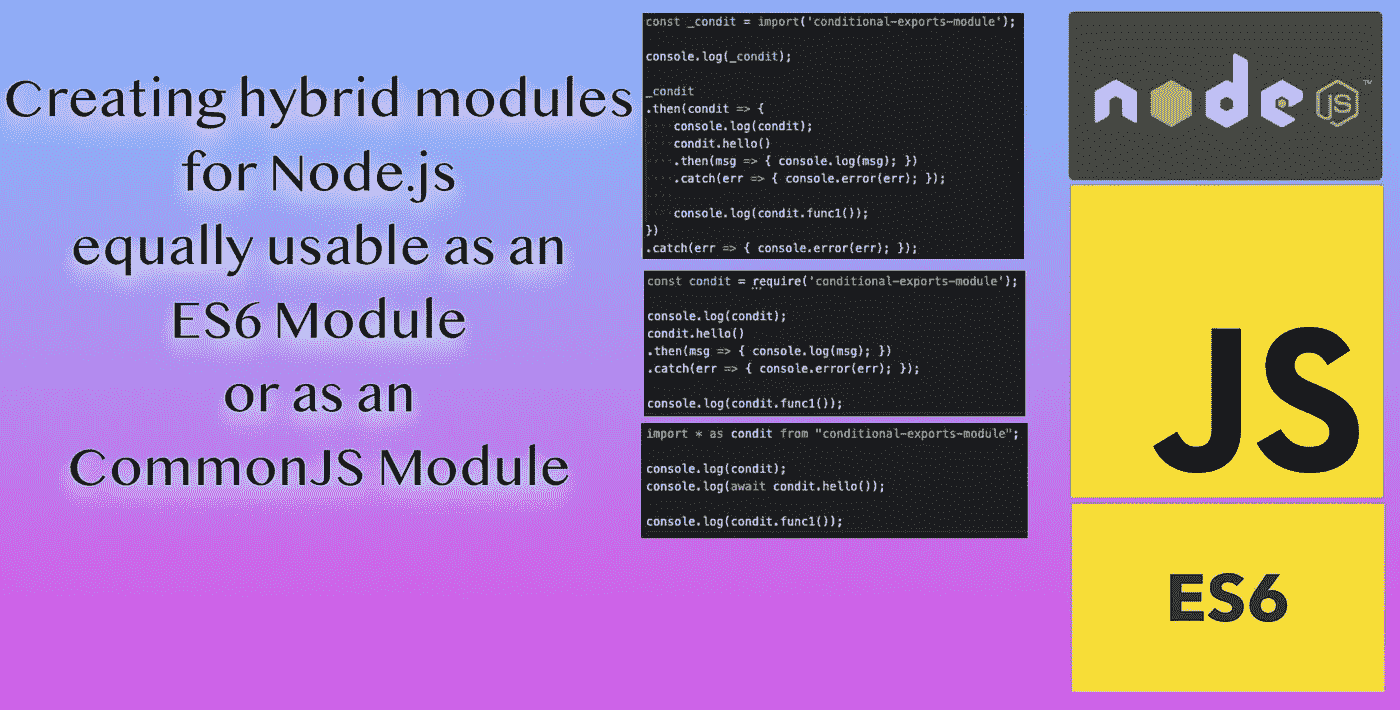 Creating hybrid modules
for Node.js
equally usable as an
ES6 Module
or as an
CommonJS Module
const _condit = import('conditional-exports-module');
console.log(_condit);
_condit
.then(condit => {
console.log(condit);
condit.hello()
.then(msg => { console.log(msg); })
.catch(err => { console.error(err); });
console.log(condit.func1());
})
.catch(err => { console.error(err); });
const condit = require('conditional-exports-module');
console.log(condit);
condit.hello()
.then(msg => { console.log(msg); })
.catch(err => { console.error(err); });
console.log(condit.func1());
import * as condit from "conditional-exports-module";
console.log(condit);
console.log(await condit.hello());
console.log(condit.func1());
node JS ™
JS
ES6